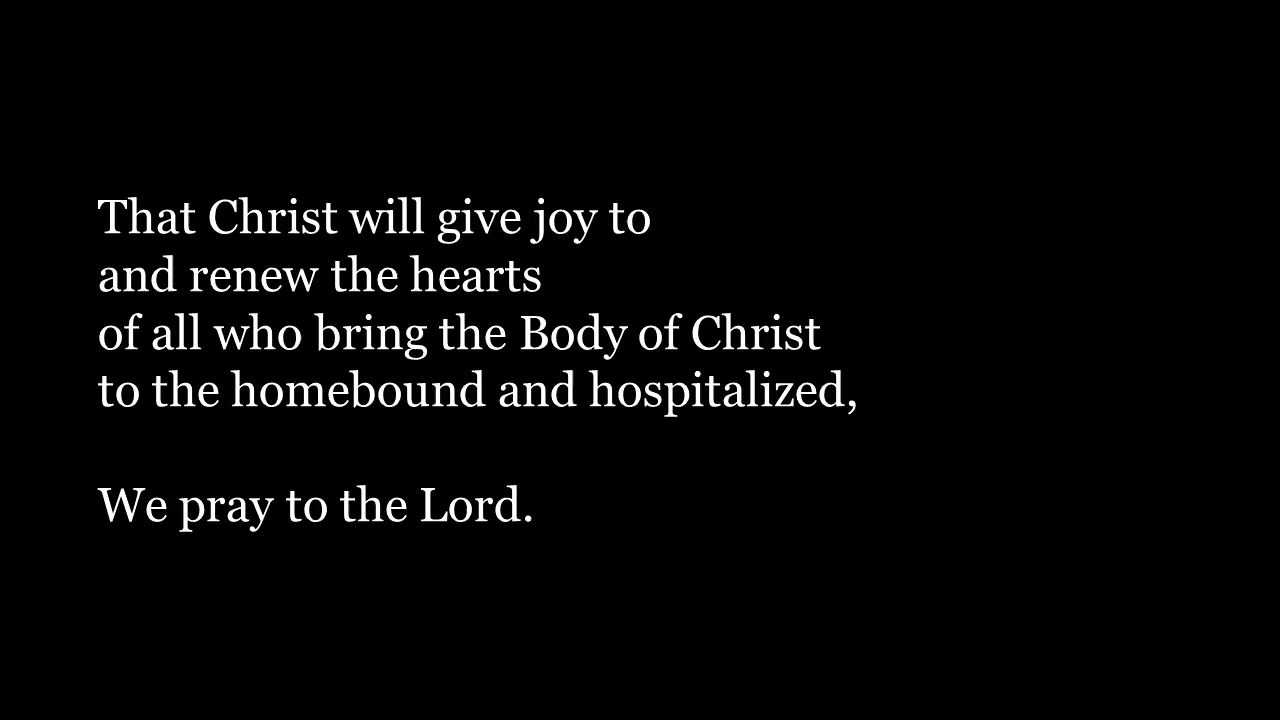 That Christ will give joy to
and renew the hearts
of all who bring the Body of Christ
to the homebound and hospitalized,
We pray to the Lord.